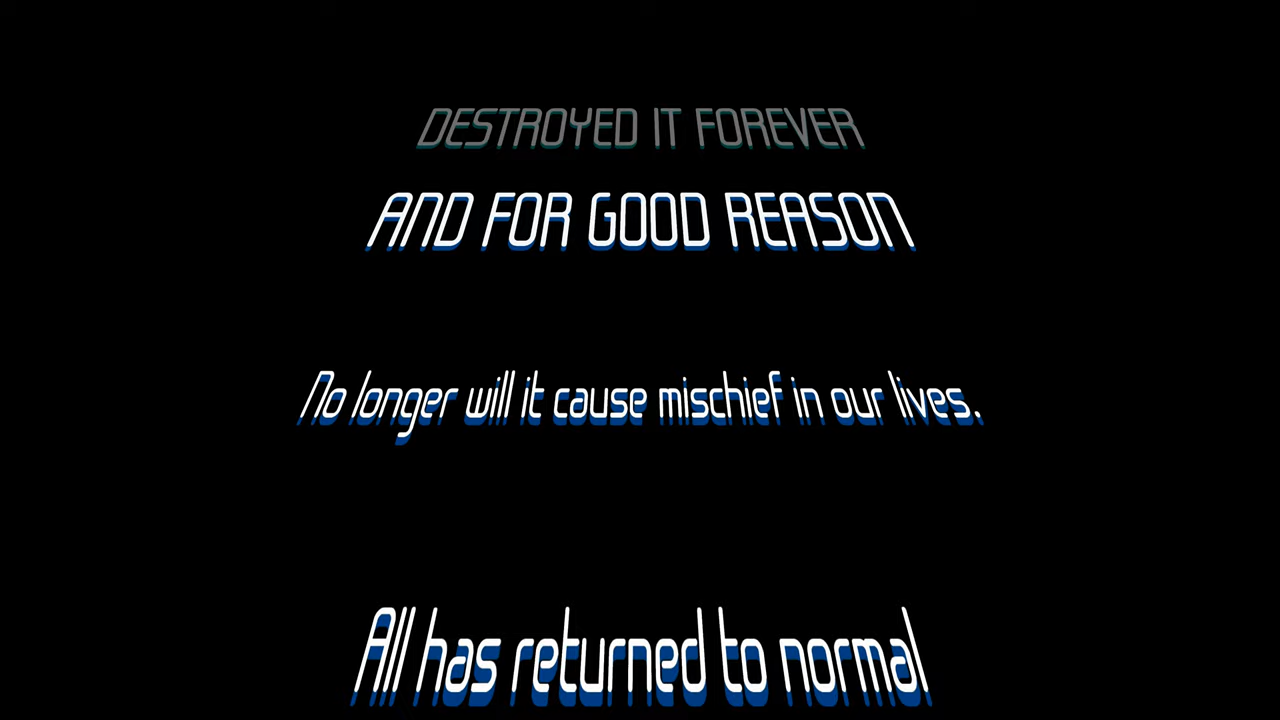 DESTROYED IT FOREVER
AND FOR GOOD REASON
No longer will it cause mischief in our lives.
All has returned to normal